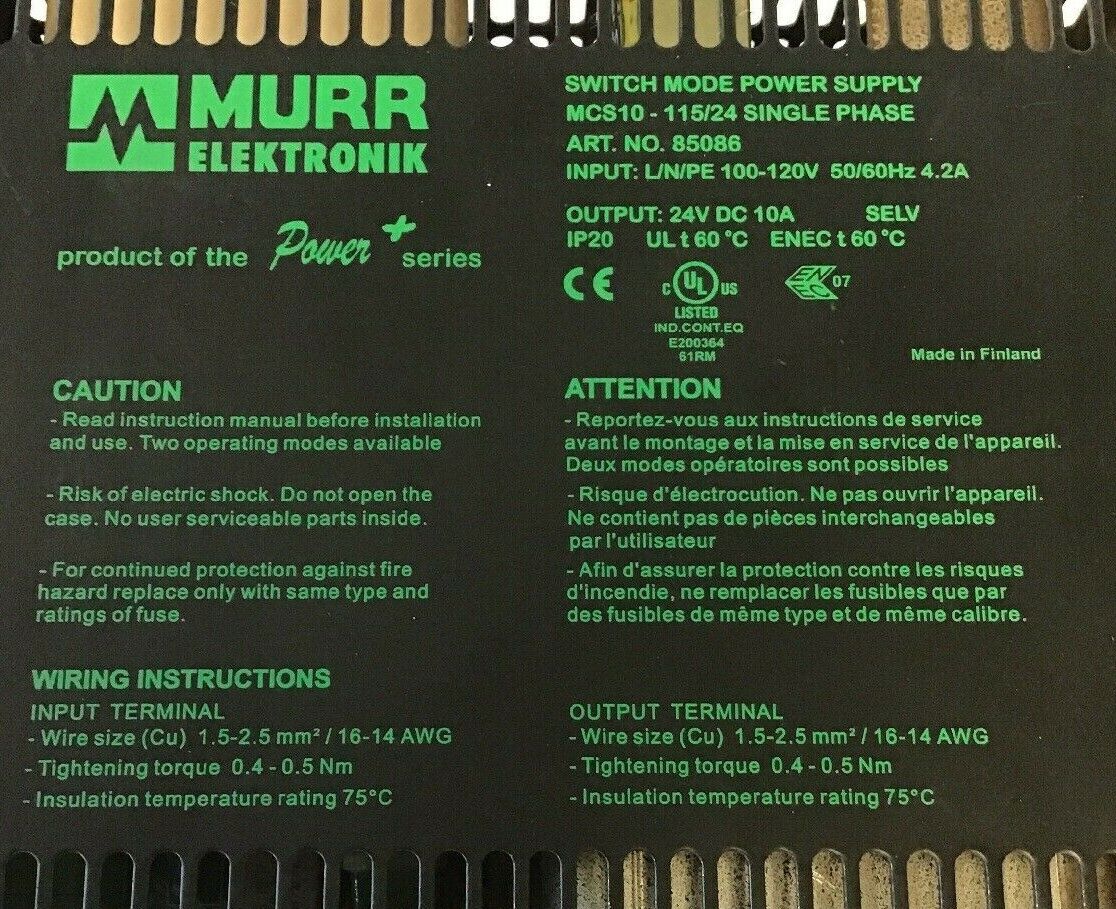 MURR
ELEKTRONIK
product of the Power+ series
SWITCH MODE POWER SUPPLY
MCS10 - 115/24 SINGLE PHASE
ART. NO. 85086
INPUT: L/N/PE 100-120V 50/60Hz 4.2A
OUTPUT: 24V DC 10A SELV
IP20 UL t 60 °C ENEC t 60 °C
CE
C UL US
LISTED
IND.CONT.EQ
E200364
61RM
ENEC 07
Made in Finland
CAUTION
- Read instruction manual before installation
and use. Two operating modes available
- Risk of electric shock. Do not open the
case. No user serviceable parts inside.
- For continued protection against fire
hazard replace only with same type and
ratings of fuse.
ATTENTION
- Reportez-vous aux instructions de service
avant le montage et la mise en service de l'appareil.
Deux modes opératoires sont possibles
- Risque d'électrocution. Ne pas ouvrir l'appareil.
Ne contient pas de pièces interchangeables
par l'utilisateur
- Afin d'assurer la protection contre les risques
d'incendie, ne remplacer les fusibles que par
des fusibles de même type et de même calibre.
WIRING INSTRUCTIONS
INPUT TERMINAL
- Wire size (Cu) 1.5-2.5 mm² / 16-14 AWG
- Tightening torque 0.4 - 0.5 Nm
- Insulation temperature rating 75°C
OUTPUT TERMINAL
- Wire size (Cu) 1.5-2.5 mm² / 16-14 AWG
- Tightening torque 0.4 - 0.5 Nm
- Insulation temperature rating 75°C